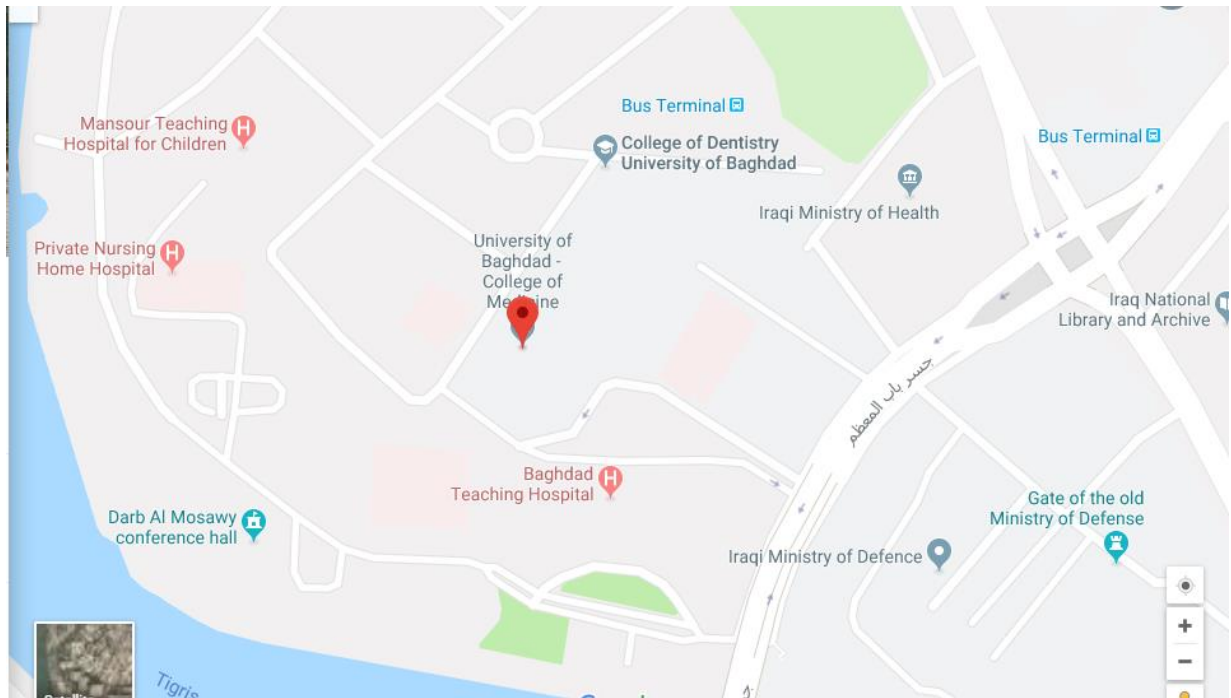 Bus Terminal
Bus Terminal
Mansour Teaching
Hospital for Children
College of Dentistry
University of Baghdad
Iraqi Ministry of Health
Private Nursing
Home Hospital
University of
Baghdad -
College of
Medicine
Iraq National
Library and Archive
جسر باب المعظم
Baghdad
Teaching Hospital
Gate of the old
Ministry of Defense
Darb Al Mosawy
conference hall
Iraqi Ministry of Defence
Tigris